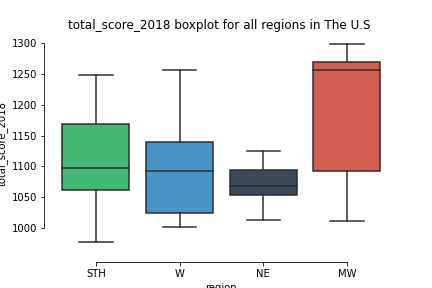 total_score_2018 boxplot for all regions in The U.S
1300
1250
1200
1150
1100
1050
1000
total_score_2018
STH W NE MW
region